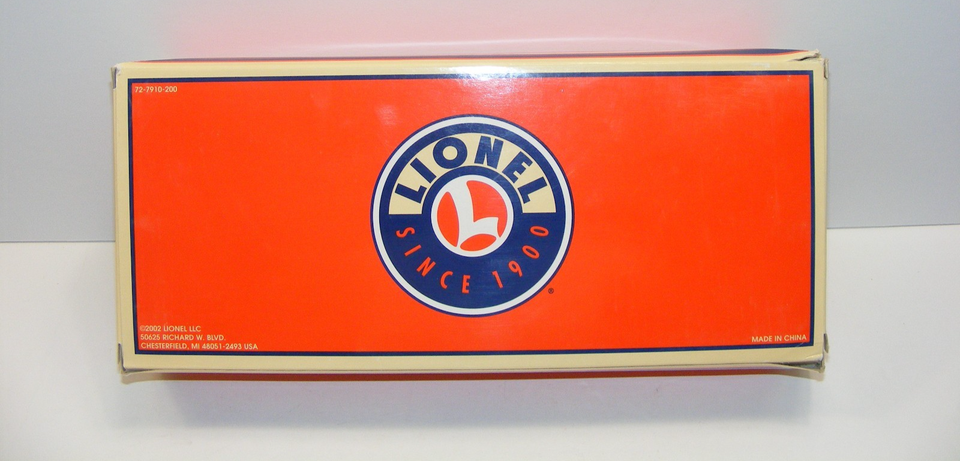 72-7910-200
LIONEL
L
SINCE 1900
®
©2002 LIONEL LLC
50625 RICHARD W. BLVD.
CHESTERFIELD, MI 48051-2493 USA
MADE IN CHINA